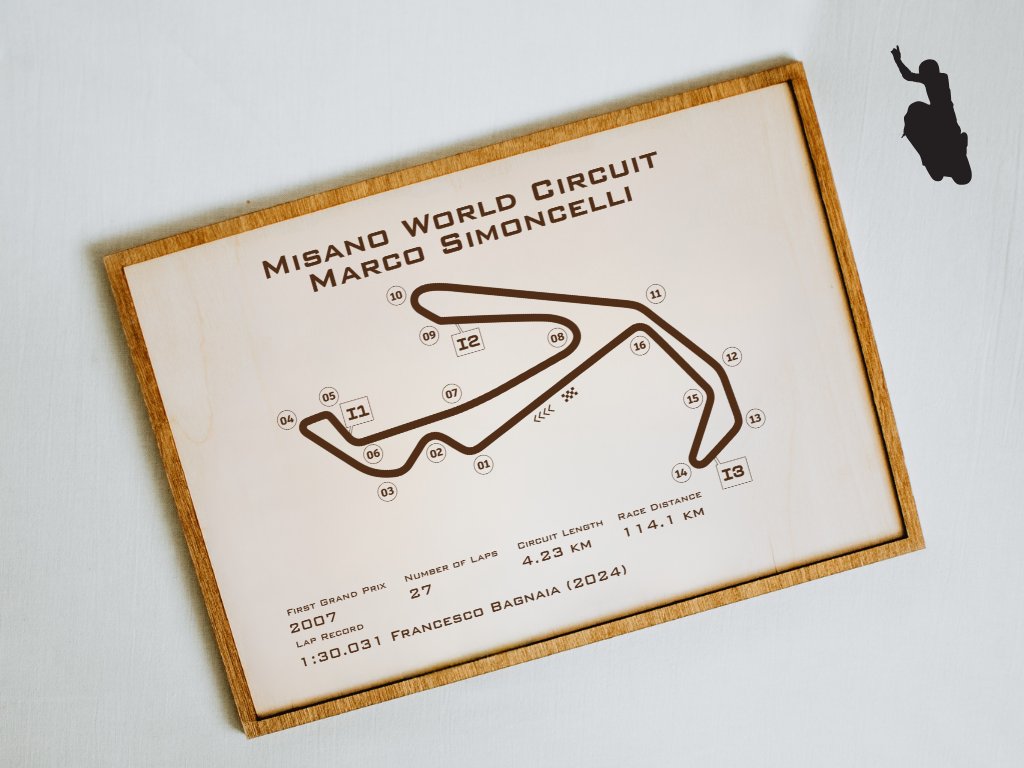 Misano World Circuit
Marco Simoncelli
10
11
09
I2
08
16
12
05
I1
07
15
04
13
06
02
01
14
I3
03
First Grand Prix
2007
Number of Laps
27
Circuit Length
4.23 km
Race Distance
114.1 km
Lap Record
1:30.031 Francesco Bagnaia (2024)